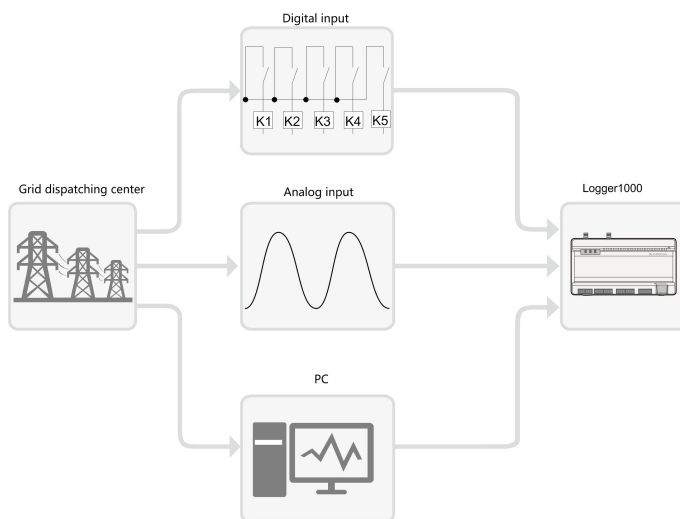 Digital input
K1 K2 K3 K4 K5
Grid dispatching center
Analog input
Logger1000
PC